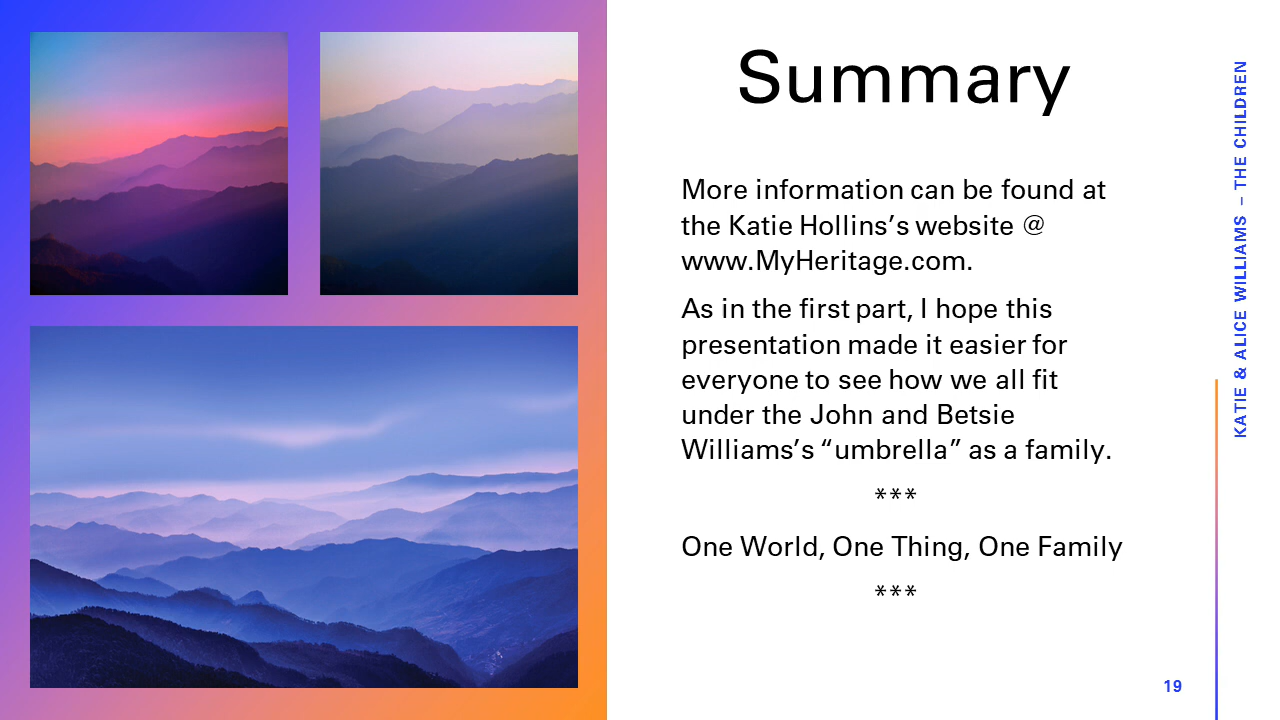 Summary
More information can be found at
the Katie Hollins’s website @
www.MyHeritage.com.
As in the first part, I hope this
presentation made it easier for
everyone to see how we all fit
under the John and Betsie
Williams’s “umbrella” as a family.
***
One World, One Thing, One Family
***
KATIE & ALICE WILLIAMS – THE CHILDREN
19